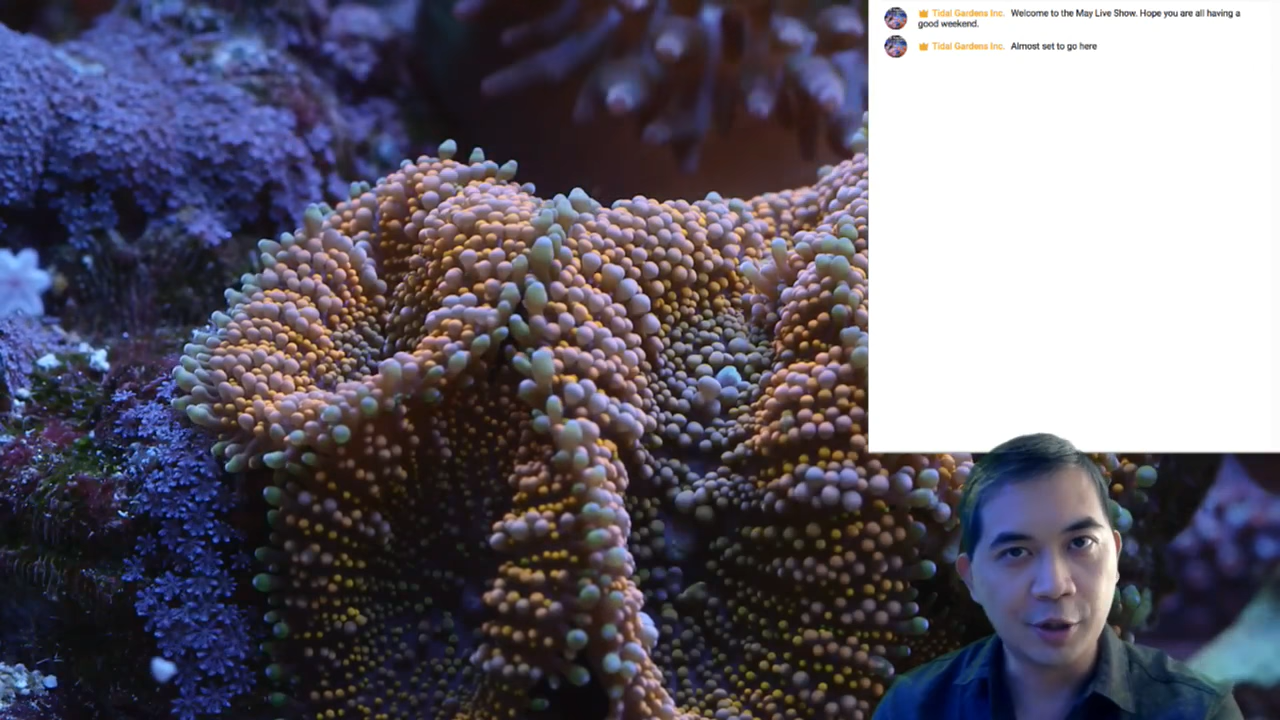 Tidal Gardens Inc. Welcome to the May Live Show. Hope you are all having a
good weekend.
Tidal Gardens Inc. Almost set to go here